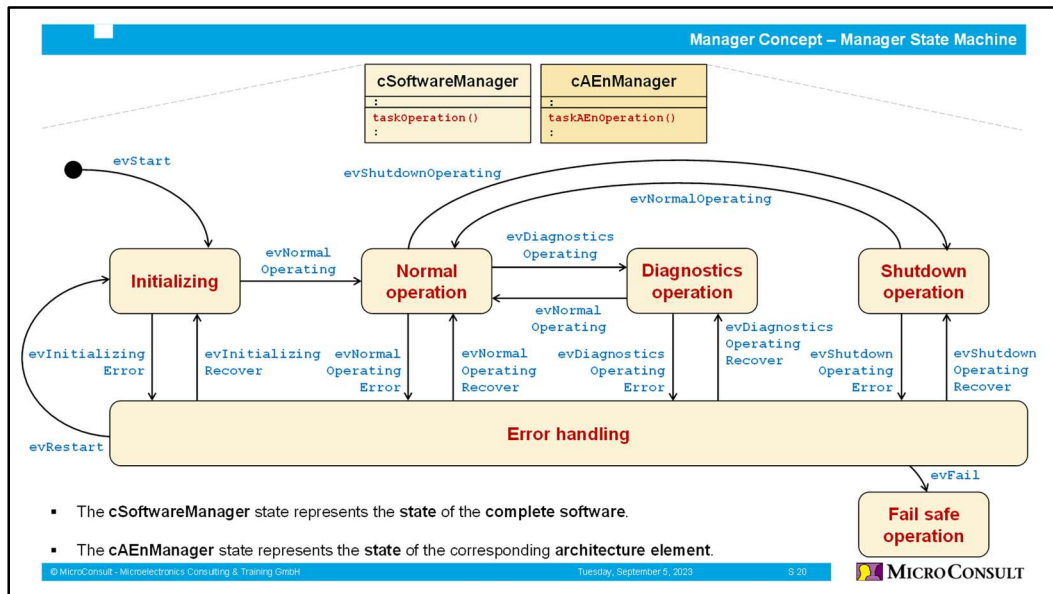 Manager Concept – Manager State Machine
cSoftwareManager
:
taskOperation()
:
cAEnManager
:
taskAEnOperation()
:
evStart
evShutdownOperating
evNormalOperating
evNormal
Operating
evDiagnostics
Operating
Initializing
Normal
operation
Diagnostics
operation
Shutdown
operation
evNormal
Operating
evInitializing
Error
evInitializing
Recover
evNormal
Operating
Error
evNormal
Operating
Recover
evDiagnostics
Operating
Error
evDiagnostics
Operating
Recover
evShutdown
Operating
Error
evShutdown
Operating
Recover
Error handling
evRestart
evFail
Fail safe
operation
▪ The cSoftwareManager state represents the state of the complete software.
▪ The cAEnManager state represents the state of the corresponding architecture element.
© MicroConsult - Microelectronics Consulting & Training GmbH
Tuesday, September 5, 2023
S 20
MICROCONSULT